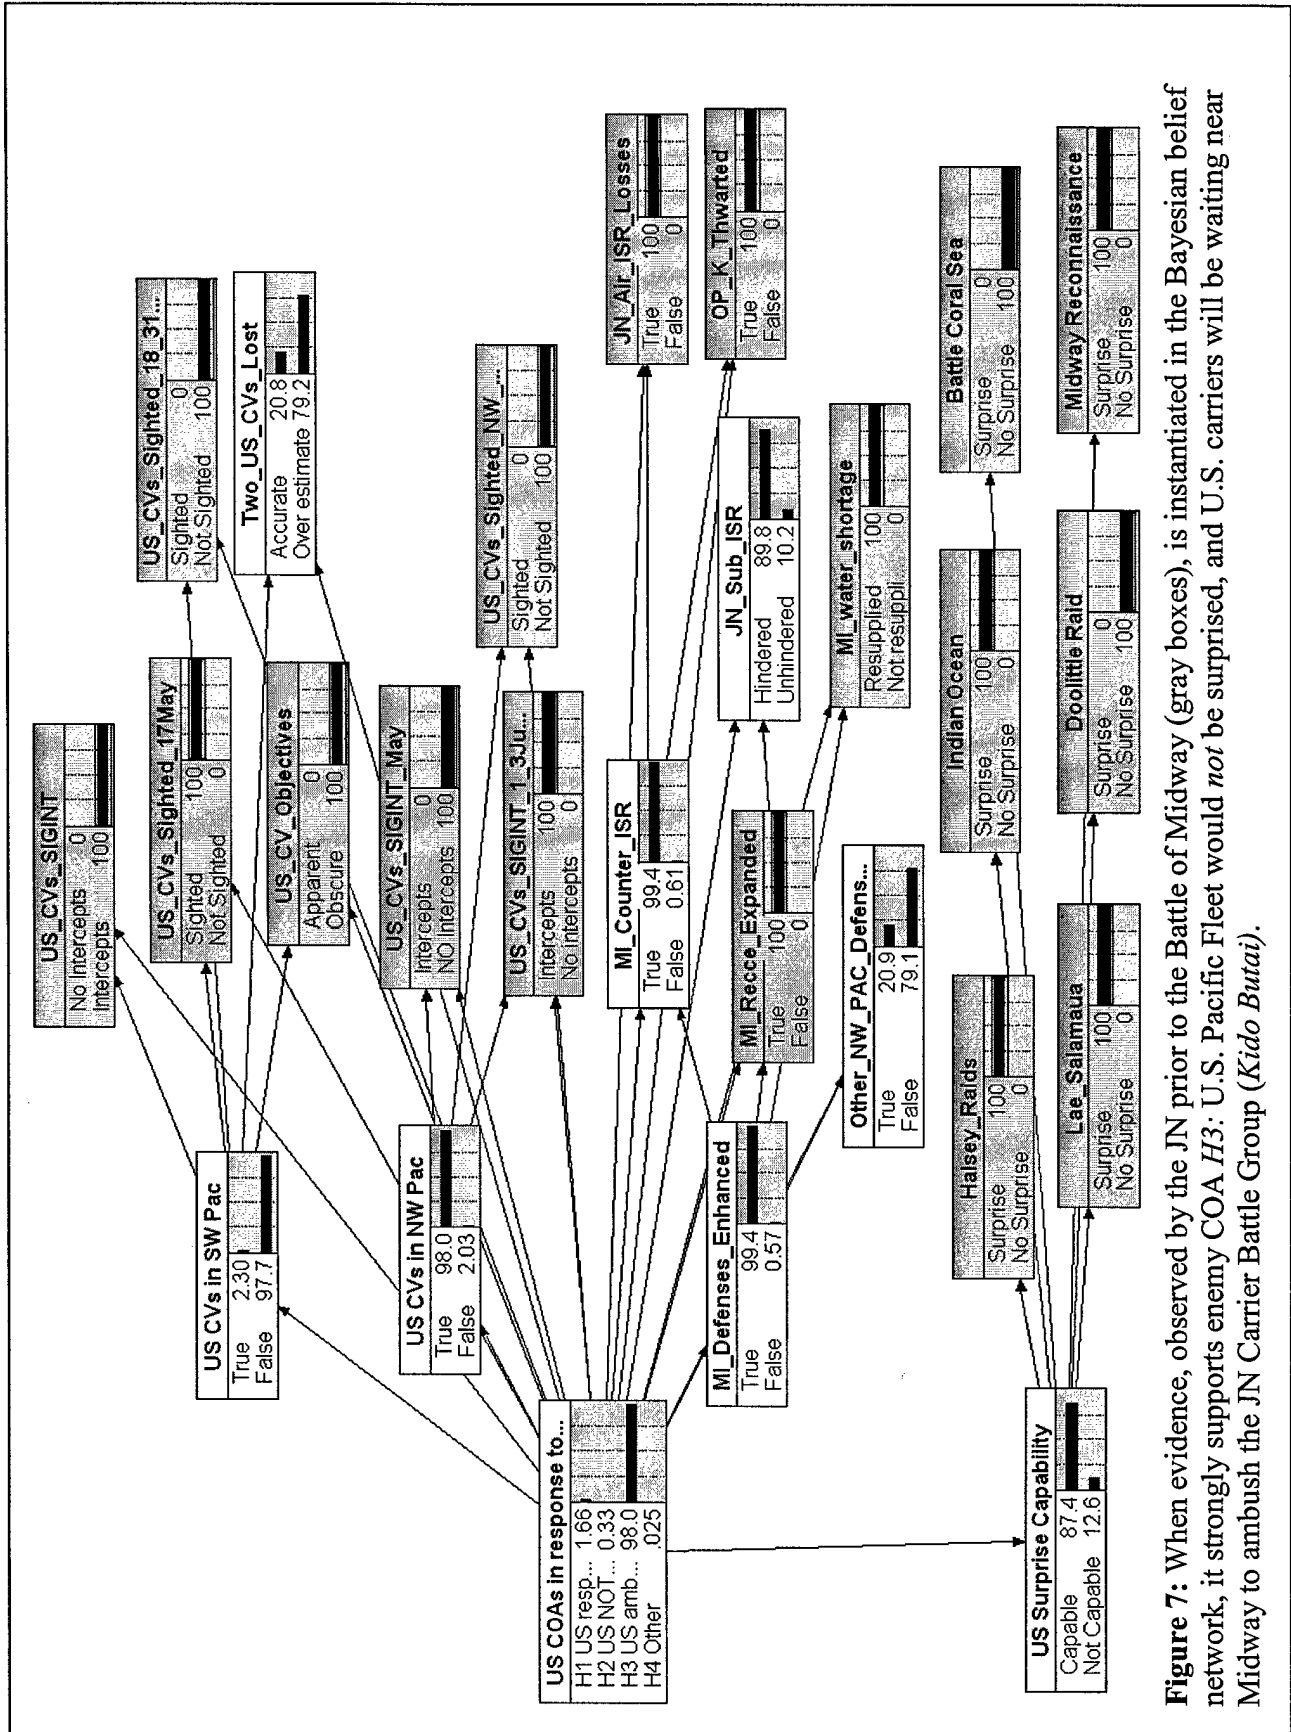 US_CVs_SIGINT
No Intercepts 0
Intercepts 100
US_CVs_Sighted_17May
Sighted 100
Not Sighted 0
US_CVs_Sighted_18_31...
Sighted 0
Not Sighted 100
US CVs in SW Pac
True 2.30
False 97.7
US_CV_Objectives
Apparent 0
Obscure 100
Two_US_CVs_Lost
Accurate 20.8
Over estimate 79.2
US CVs in NW Pac
True 98.0
False 2.03
US_CVs_SIGINT_May
Intercepts 0
NO Intercepts 100
US_CVs_Sighted_NW_...
Sighted 0
Not Sighted 100
US_CVs_SIGINT_1_3Ju...
Intercepts 100
No Intercepts 0
US COAs in response to...
H1 US resp... 1.66
H2 US NOT... 0.33
H3 US amb... 98.0
H4 Other .025
MI_Counter_ISR
True 99.4
False 0.61
JN_Air_ISR_Losses
True 100
False 0
MI_Defenses_Enhanced
True 99.4
False 0.57
MI_Recce_Expanded
True 100
False 0
JN_Sub_ISR
Hindered 89.8
Unhindered 10.2
OP_K_Thwarted
True 100
False 0
Other_NW_PAC_Defens...
True 20.9
False 79.1
MI_water_shortage
Resupplied 100
Not resuppli... 0
Halsey_Raids
Surprise 100
No Surprise 0
Indian Ocean
Surprise 100
No Surprise 0
Battle Coral Sea
Surprise 0
No Surprise 100
US Surprise Capability
Capable 87.4
Not Capable 12.6
Lae_Salamaua
Surprise 100
No Surprise 0
Doolittle Raid
Surprise 0
No Surprise 100
Midway Reconnaissance
Surprise 100
No Surprise 0
Figure 7: When evidence, observed by the JN prior to the Battle of Midway (gray boxes), is instantiated in the Bayesian belief
network, it strongly supports enemy COA H3: U.S. Pacific Fleet would not be surprised, and U.S. carriers will be waiting near
Midway to ambush the JN Carrier Battle Group (Kido Butai).